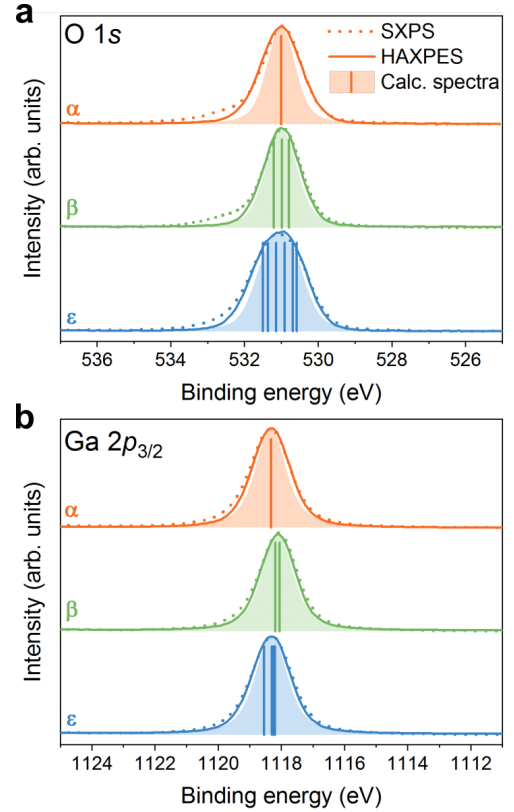 a
O 1s
SXPS
HAXPES
Calc. spectra
α
β
ε
Intensity (arb. units)
536 534 532 530 528 526
Binding energy (eV)
b
Ga 2p3/2
α
β
ε
Intensity (arb. units)
1124 1122 1120 1118 1116 1114 1112
Binding energy (eV)